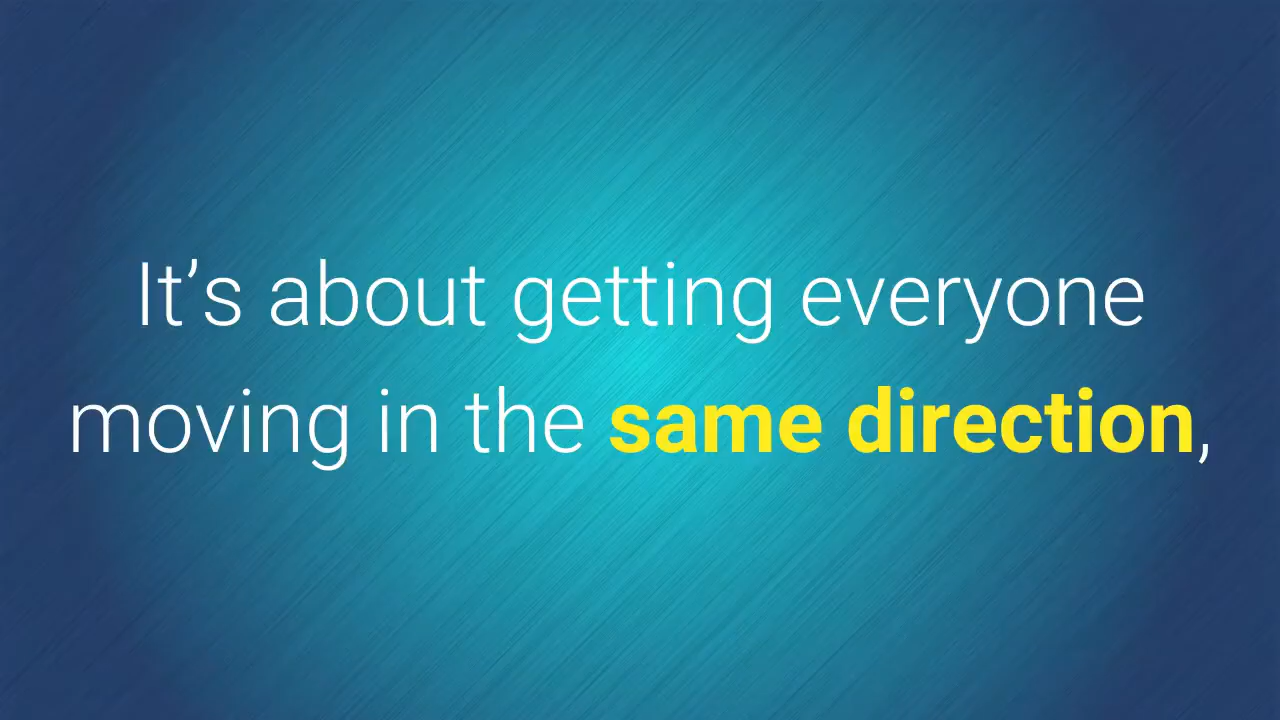 It’s about getting everyone
moving in the same direction,